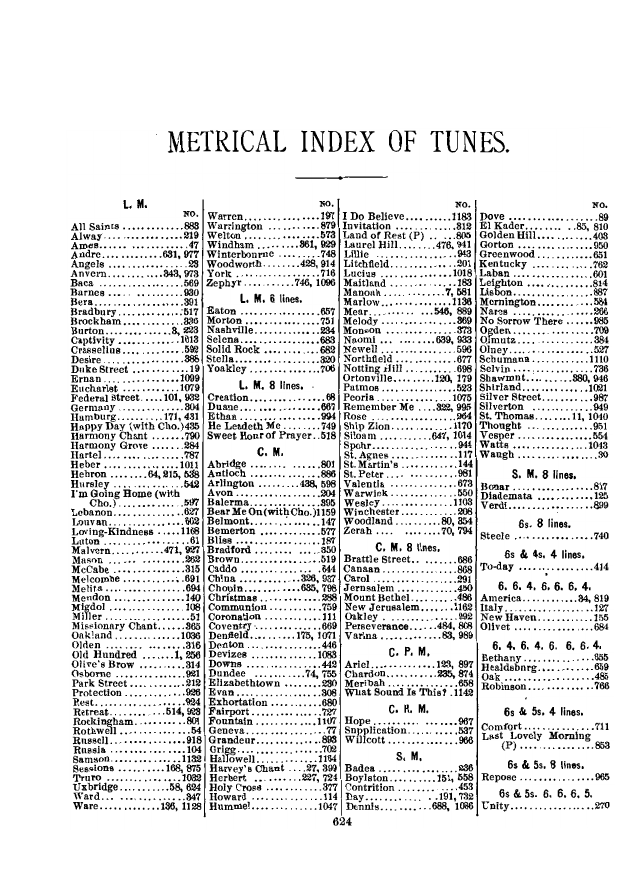 METRICAL INDEX OF TUNES.
L. M.
NO.
All Saints ........ 883
Alway ........ 219
Ames ........ 47
Andre ........ 631, 977
Angels ........ 23
Anvern ........ 343, 973
Baca ........ 569
Barnes ........ 930
Bera ........ 391
Bradbury ........ 517
Brockham ........ 336
Burton ........ 3, 223
Captivity ........ 1013
Crasselius ........ 592
Desire ........ 385
Duke Street ........ 19
Ernan ........ 1099
Eucharist ........ 1079
Federal Street ..... 101, 932
Germany ........ 304
Hamburg ........ 171, 431
Happy Day (with Cho.) 435
Harmony Chant ........ 790
Harmony Grove ........ 284
Hartel ........ 787
Heber ........ 1011
Hebron ........ 64, 215, 538
Hursley ........ 542
I'm Going Home (with
Cho.) ........ 597
Lebanon ........ 627
Louvan ........ 602
Loving-Kindness ..... 1168
Luton ........ 61
Malvern ........ 471, 927
Mason ........ 262
McCabe ........ 315
Melcombe ........ 691
Melita ........ 694
Mendon ........ 140
Migdol ........ 108
Miller ........ 51
Missionary Chant ..... 365
Oakland ........ 1036
Olden ........ 316
Old Hundred ........ 1, 256
Olive's Brow ........ 314
Osborne ........ 921
Park Street ........ 212
Protection ........ 926
Rest ........ 924
Retreat ........ 514, 923
Rockingham ........ 801
Rothwell ........ 54
Russell ........ 918
Russia ........ 104
Samson ........ 1132
Sessions ........ 168, 875
Truro ........ 1032
Uxbridge ........ 58, 624
Ward ........ 347
Ware ........ 136, 1128
NO.
Warren ........ 197
Warrington ........ 879
Welton ........ 573
Windham ........ 361, 929
Winterbourne ........ 748
Woodworth ........ 428, 914
York ........ 716
Zephyr ........ 746, 1096
L. M. 6 lines.
Eaton ........ 657
Morton ........ 751
Nashville ........ 234
Selena ........ 683
Solid Rock ........ 682
Stella ........ 320
Yoakley ........ 706
L. M. 8 lines.
Creation ........ 68
Duane ........ 667
Ethan ........ 994
He Leadeth Me ........ 749
Sweet Hour of Prayer .. 518
C. M.
Abridge ........ 801
Antioch ........ 886
Arlington ........ 438, 598
Avon ........ 204
Balerma ........ 895
Bear Me On (with Cho.) 1159
Belmont ........ 147
Bemerton ........ 577
Bliss ........ 187
Bradford ........ 350
Brown ........ 519
Caddo ........ 644
China ........ 326, 937
Chopin ........ 635, 796
Christmas ........ 288
Communion ........ 759
Coronation ........ 111
Coventry ........ 669
Denfield ........ 175, 1071
Denton ........ 446
Devizes ........ 1083
Downs ........ 442
Dundee ........ 74, 755
Elizabethtown ........ 230
Evan ........ 308
Exhortation ........ 680
Fairport ........ 727
Fountain ........ 1107
Geneva ........ 77
Grandeur ........ 893
Grigg ........ 702
Hallowell ........ 1194
Harvey's Chant ... 27, 399
Herbert ........ 227, 724
Holy Cross ........ 377
Howard ........ 114
Hummel ........ 1047
NO.
I Do Believe ........ 1183
Invitation ........ 312
Land of Rest (P) ..... 805
Laurel Hill ........ 476, 941
Lillie ........ 943
Litchfield ........ 201
Lucius ........ 1018
Maitland ........ 183
Manoah ........ 7, 581
Marlow ........ 1136
Mear ........ 546, 889
Melody ........ 369
Monson ........ 373
Naomi ........ 639, 933
Newell ........ 596
Northfield ........ 677
Notting Hill ........ 698
Ortonville ........ 120, 179
Patmos ........ 523
Peoria ........ 1075
Remember Me .... 322, 995
Rose ........ 964
Ship Zion ........ 1170
Siloam ........ 647, 1014
Spohr ........ 944
St. Agnes ........ 117
St. Martin's ........ 144
St. Peter ........ 981
Valentia ........ 673
Warwick ........ 550
Wesley ........ 1103
Winchester ........ 208
Woodland ........ 80, 354
Zerah ........ 70, 794
C. M. 8 lines.
Brattle Street ........ 686
Canaan ........ 868
Carol ........ 291
Jerusalem ........ 450
Mount Bethel ........ 486
New Jerusalem ........ 1162
Oakley ........ 292
Perseverance ..... 484, 808
Varina ........ 83, 989
C. P. M.
Ariel ........ 123, 897
Chardon ........ 235, 874
Meribah ........ 658
What Sound Is This? . 1142
C. H. M.
Hope ........ 967
Supplication ........ 537
Willcott ........ 966
S. M.
Badea ........ 236
Boylston ........ 151, 558
Contrition ........ 453
Day ........ 191, 732
Dennis ........ 688, 1086
NO.
Dove ........ 89
El Kader ........ 85, 810
Golden Hill ........ 403
Gorton ........ 950
Greenwood ........ 651
Kentucky ........ 762
Laban ........ 601
Leighton ........ 814
Lisbon ........ 887
Mornington ........ 584
Nares ........ 266
No Sorrow There ..... 985
Ogden ........ 709
Olmutz ........ 384
Olney ........ 527
Schumann ........ 1110
Selvin ........ 736
Shawmut ........ 380, 946
Shirland ........ 1021
Silver Street ........ 987
Silverton ........ 949
St. Thomas ........ 11, 1040
Thought ........ 951
Vesper ........ 554
Watts ........ 1043
Waugh ........ 30
S. M. 8 lines.
Bonar ........ 817
Diademata ........ 125
Verdi ........ 899
6s. 8 lines.
Steele ........ 740
6s & 4s, 4 lines.
To-day ........ 414
6. 6. 4. 6. 6. 6. 4.
America ........ 34, 819
Italy ........ 127
New Haven ........ 155
Olivet ........ 684
6. 4. 6. 4. 6. 6. 6. 4.
Bethany ........ 355
Healdsburg ........ 659
Oak ........ 485
Robinson ........ 766
6s & 5s. 4 lines.
Comfort ........ 711
Last Lovely Morning
(P) ........ 853
6s & 5s. 8 lines.
Repose ........ 965
6s & 5s. 6. 6. 6. 5.
Unity ........ 270
624